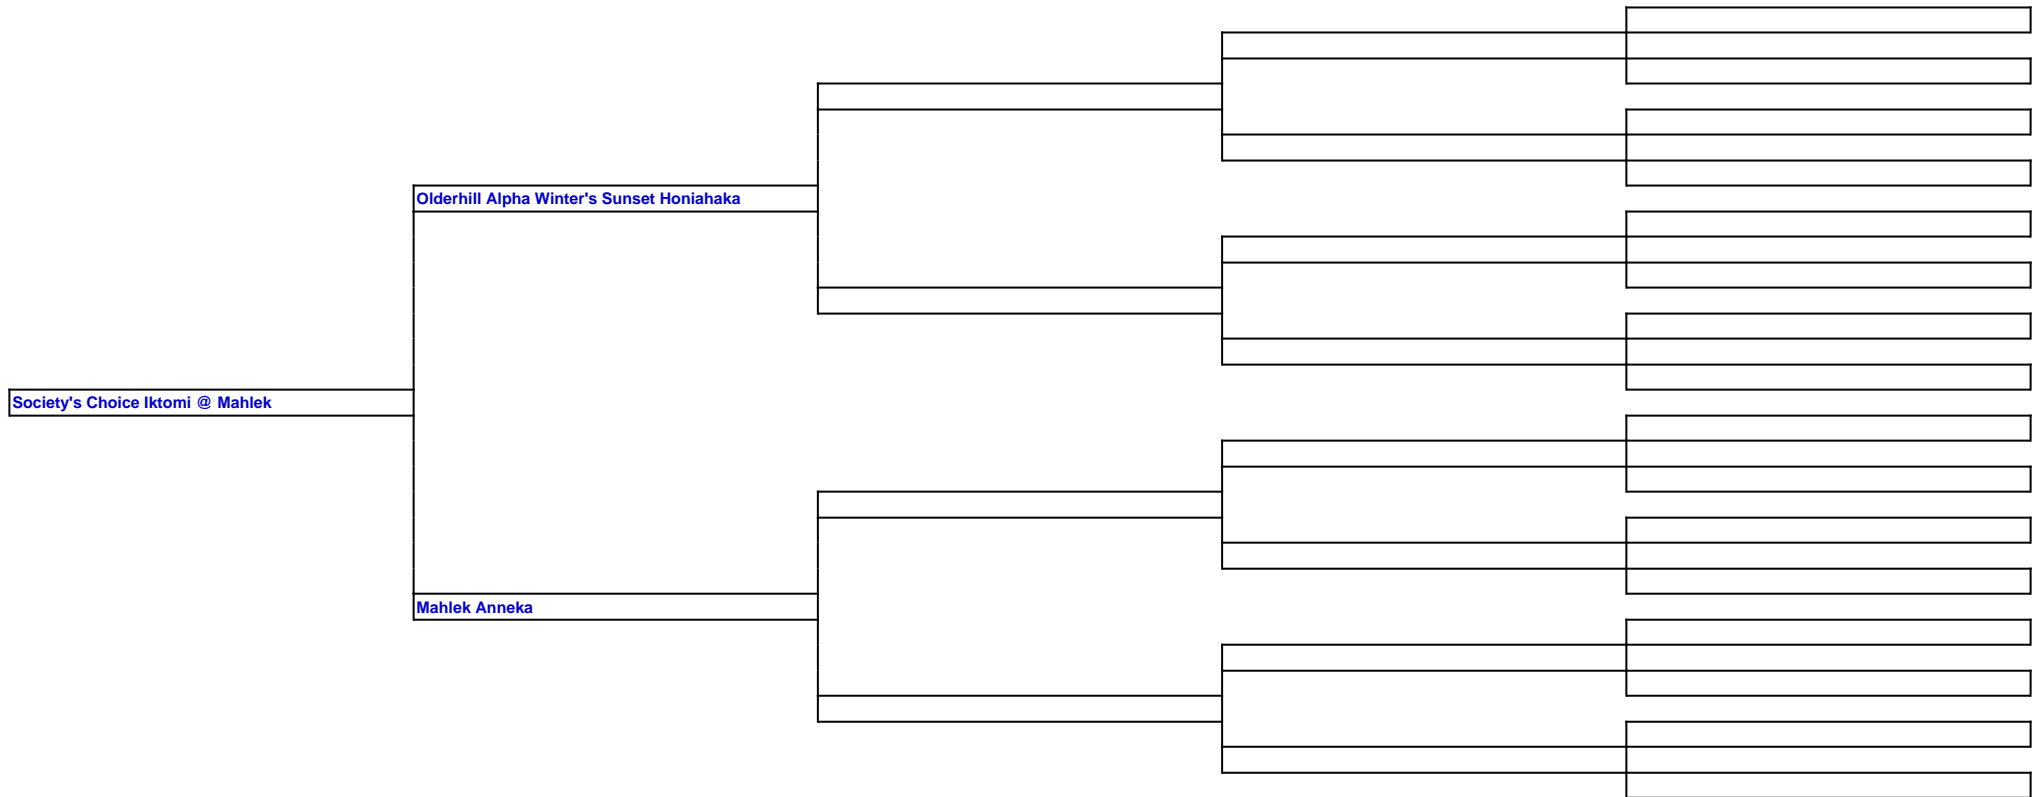 Olderhill Alpha Winter's Sunset Honiahaka
Society's Choice Iktomi @ Mahlek
Mahlek Anneka